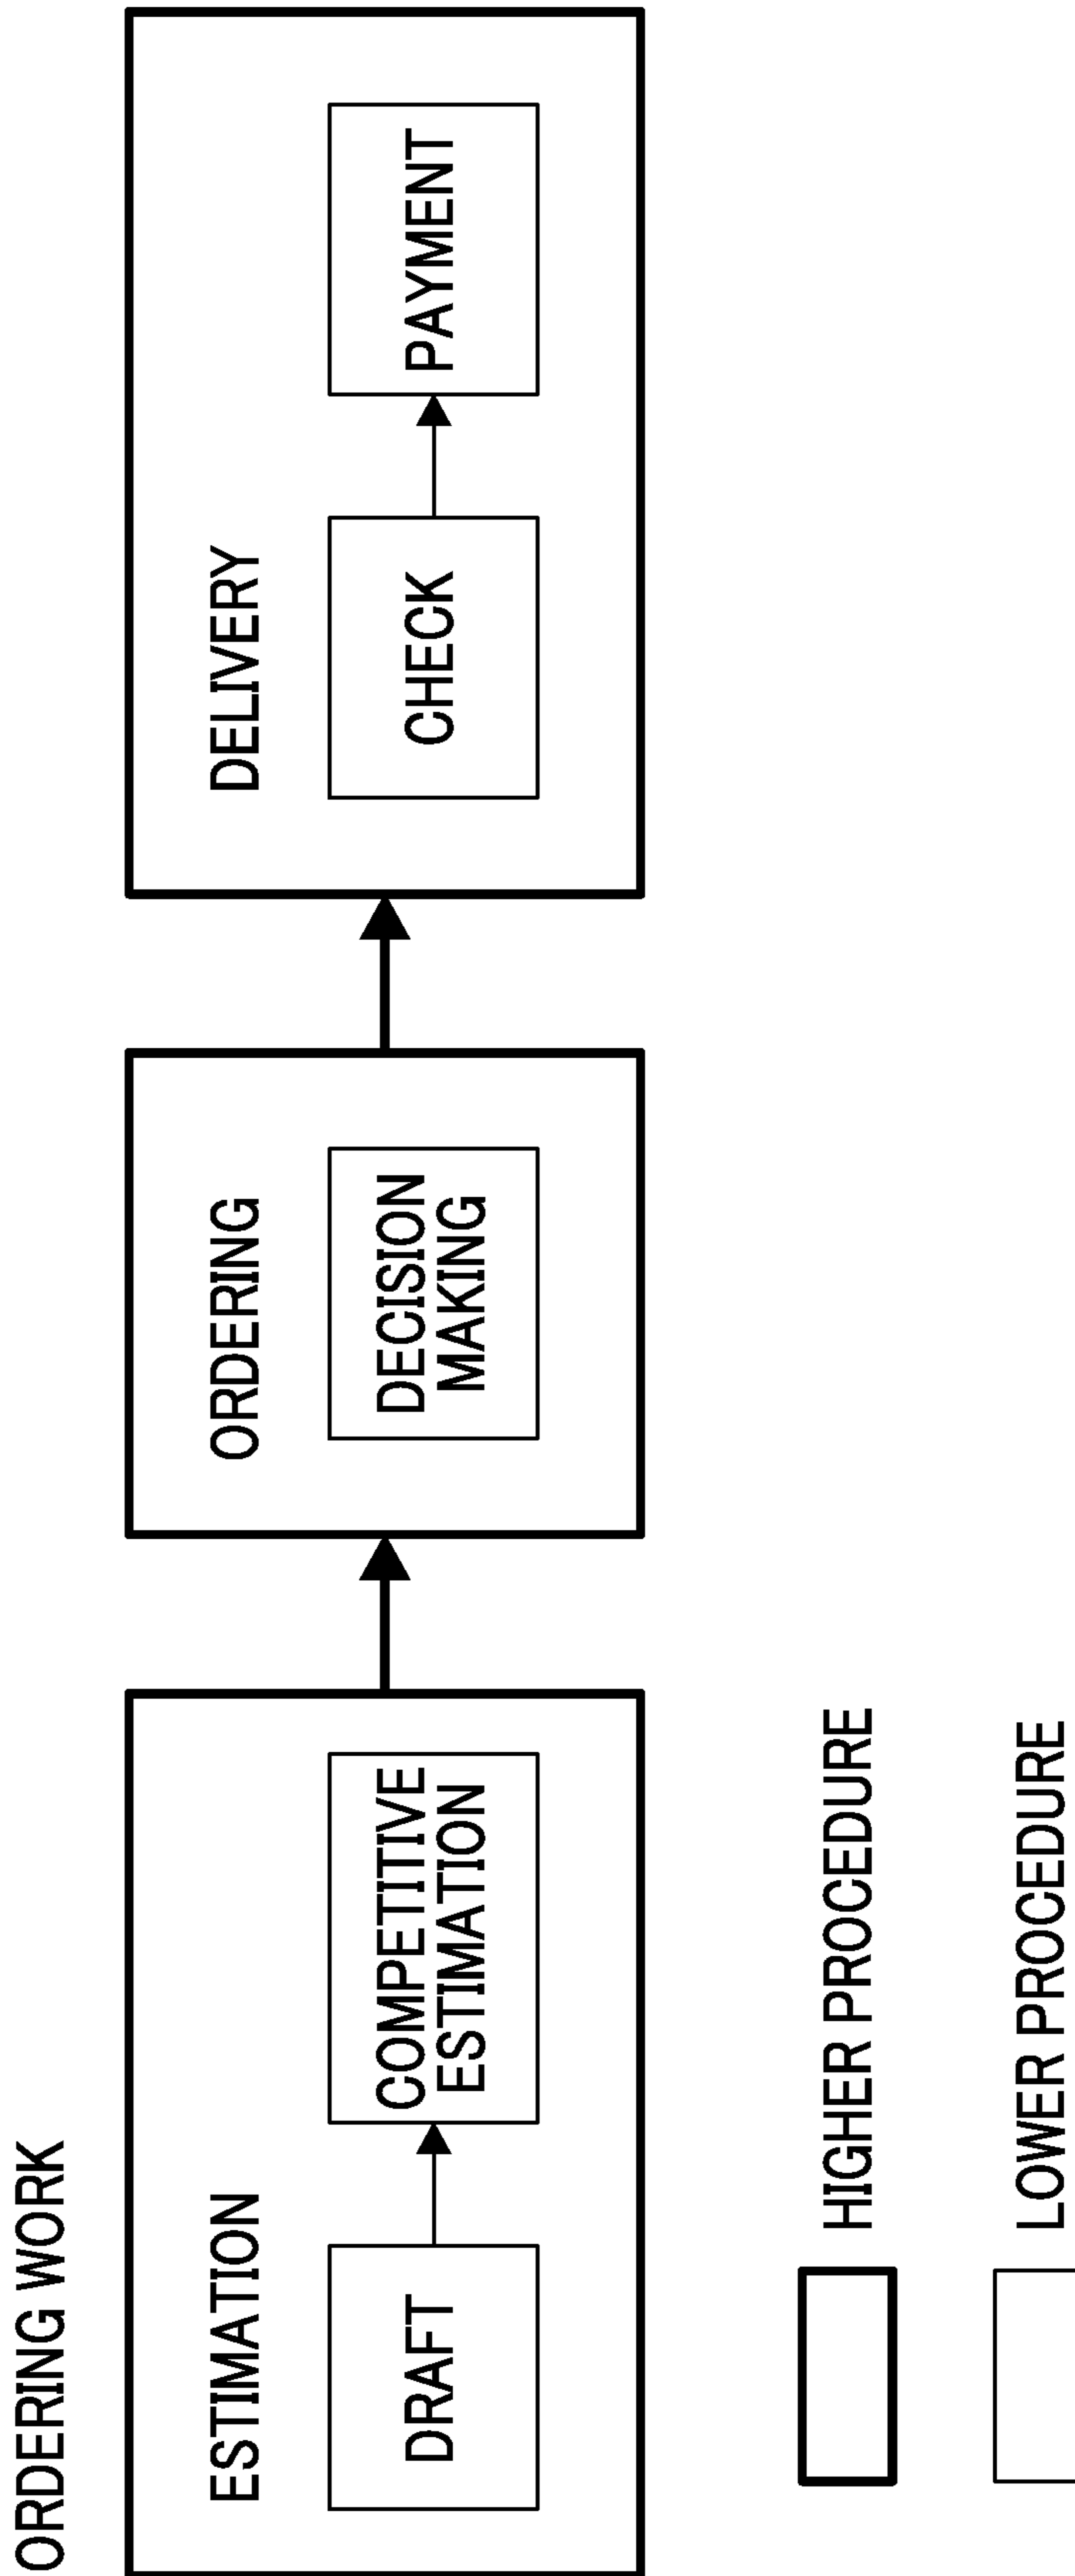 ORDERING WORK
ESTIMATION
DRAFT
COMPETITIVE
ESTIMATION
ORDERING
DECISION
MAKING
DELIVERY
CHECK
PAYMENT
HIGHER PROCEDURE
LOWER PROCEDURE